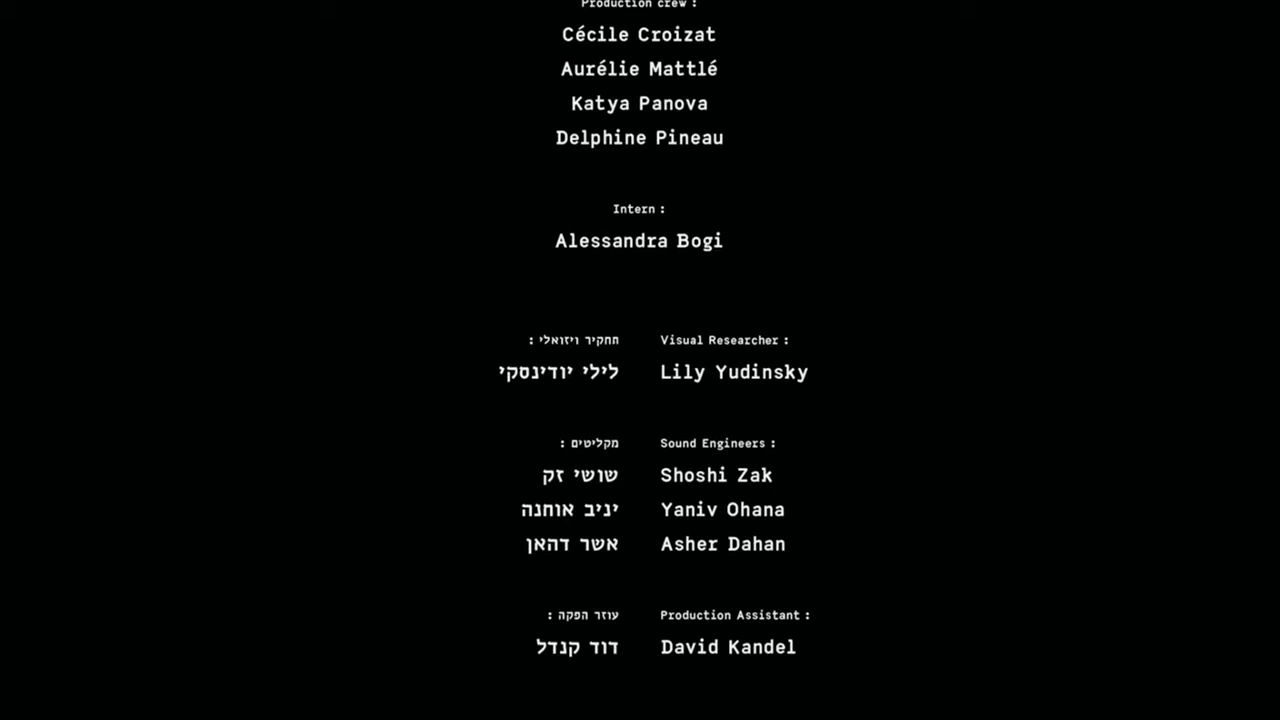 Production crew :
Cécile Croizat
Aurélie Mattlé
Katya Panova
Delphine Pineau
Intern :
Alessandra Bogi
תחקיר ויזואלי : Visual Researcher :
לילי יודינסקי Lily Yudinsky
מקליטים : Sound Engineers :
שושי זק Shoshi Zak
יניב אוחנה Yaniv Ohana
אשר דהאן Asher Dahan
עוזר הפקה : Production Assistant :
דוד קנדל David Kandel